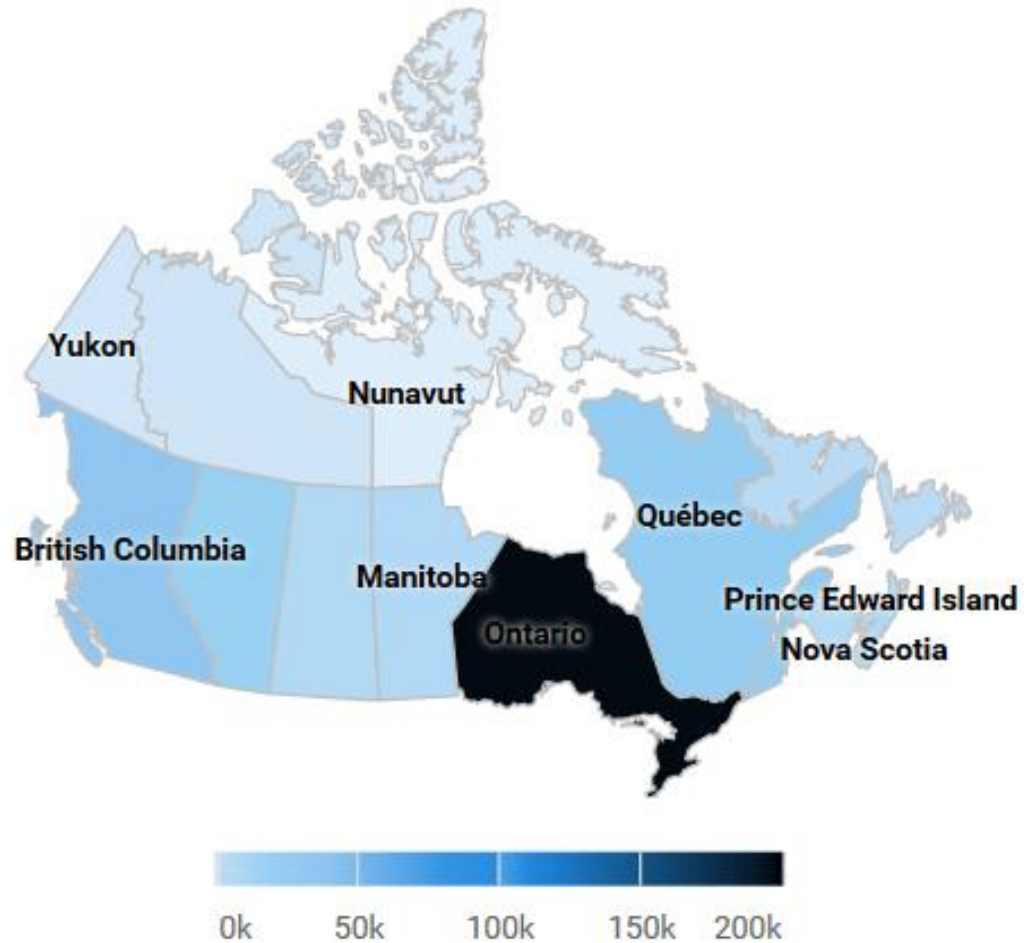 Yukon
Nunavut
Québec
British Columbia
Manitoba
Prince Edward Island
Ontario
Nova Scotia
0k 50k 100k 150k 200k